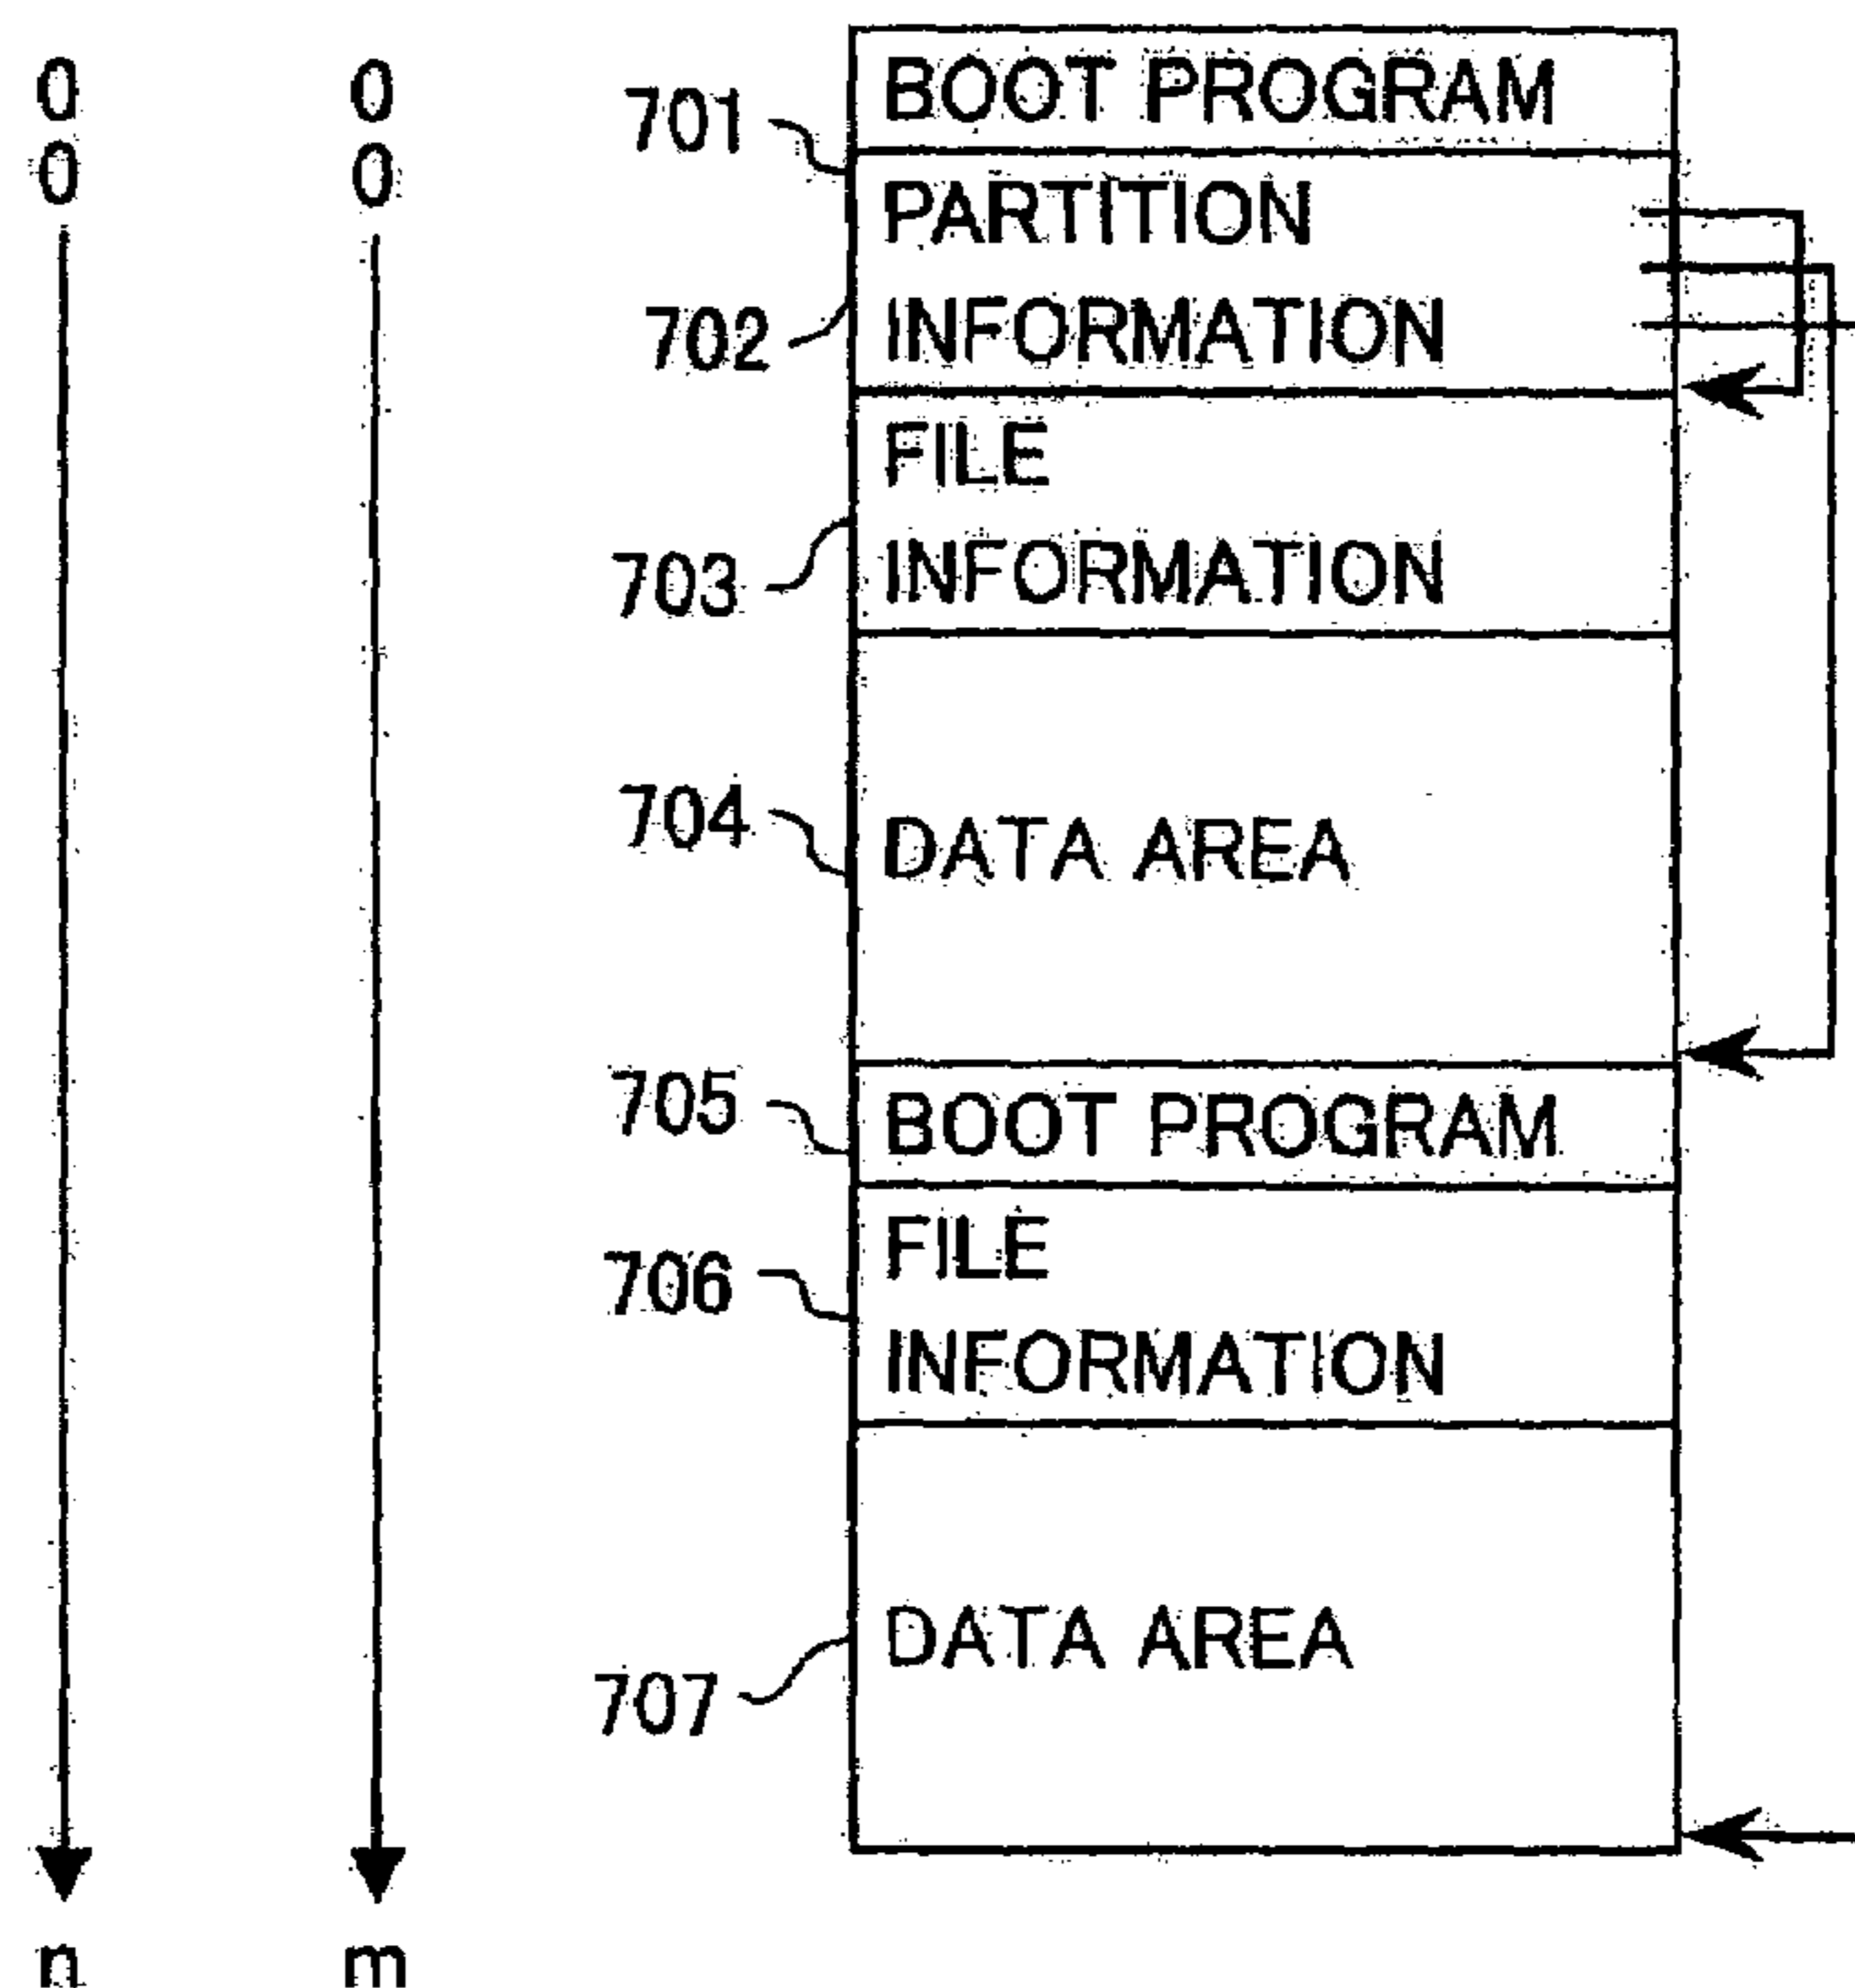 0 0 701 BOOT PROGRAM
0 0 PARTITION
702 INFORMATION
FILE
703 INFORMATION
704 DATA AREA
705 BOOT PROGRAM
706 FILE
INFORMATION
DATA AREA
707
n m